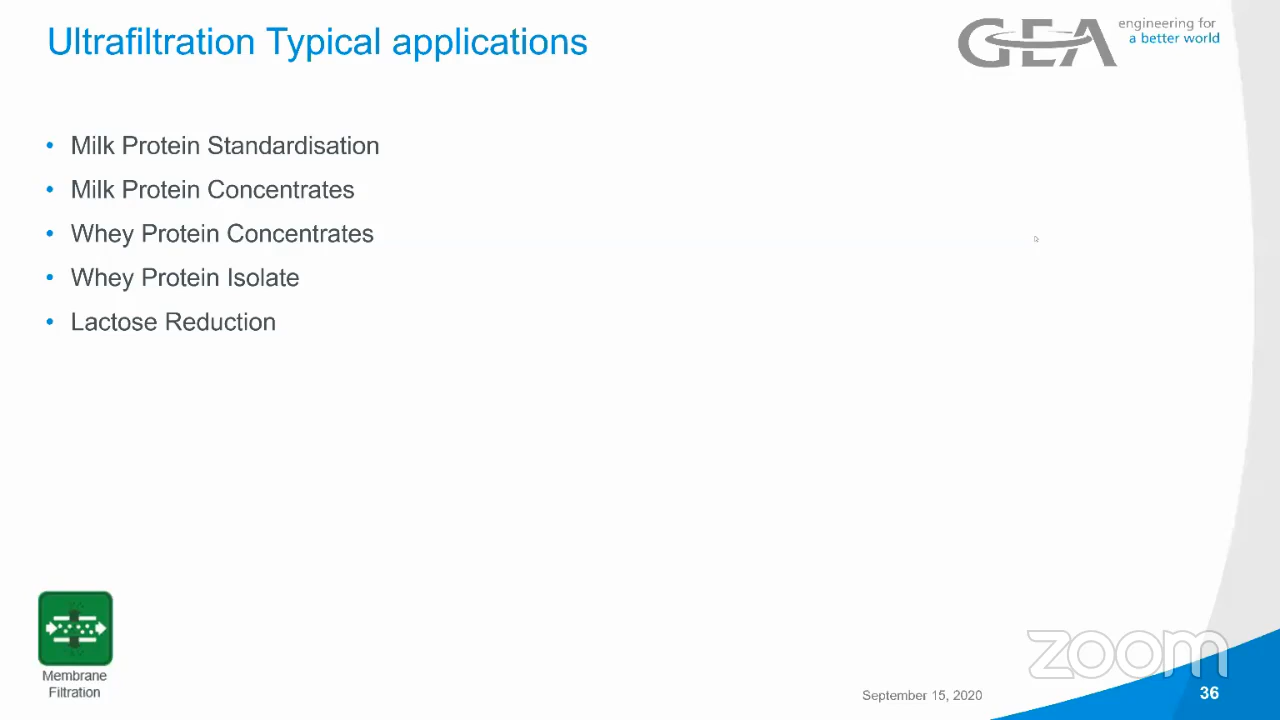 Ultrafiltration Typical applications
GEA
engineering for
a better world
• Milk Protein Standardisation
• Milk Protein Concentrates
• Whey Protein Concentrates
• Whey Protein Isolate
• Lactose Reduction
Membrane
Filtration
zoom
September 15, 2020
36